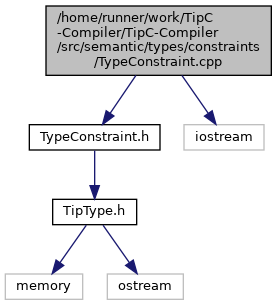 /home/runner/work/TipC
-Compiler/TipC-Compiler
/src/semantic/types/constraints
/TypeConstraint.cpp
TypeConstraint.h
iostream
TipType.h
memory
ostream